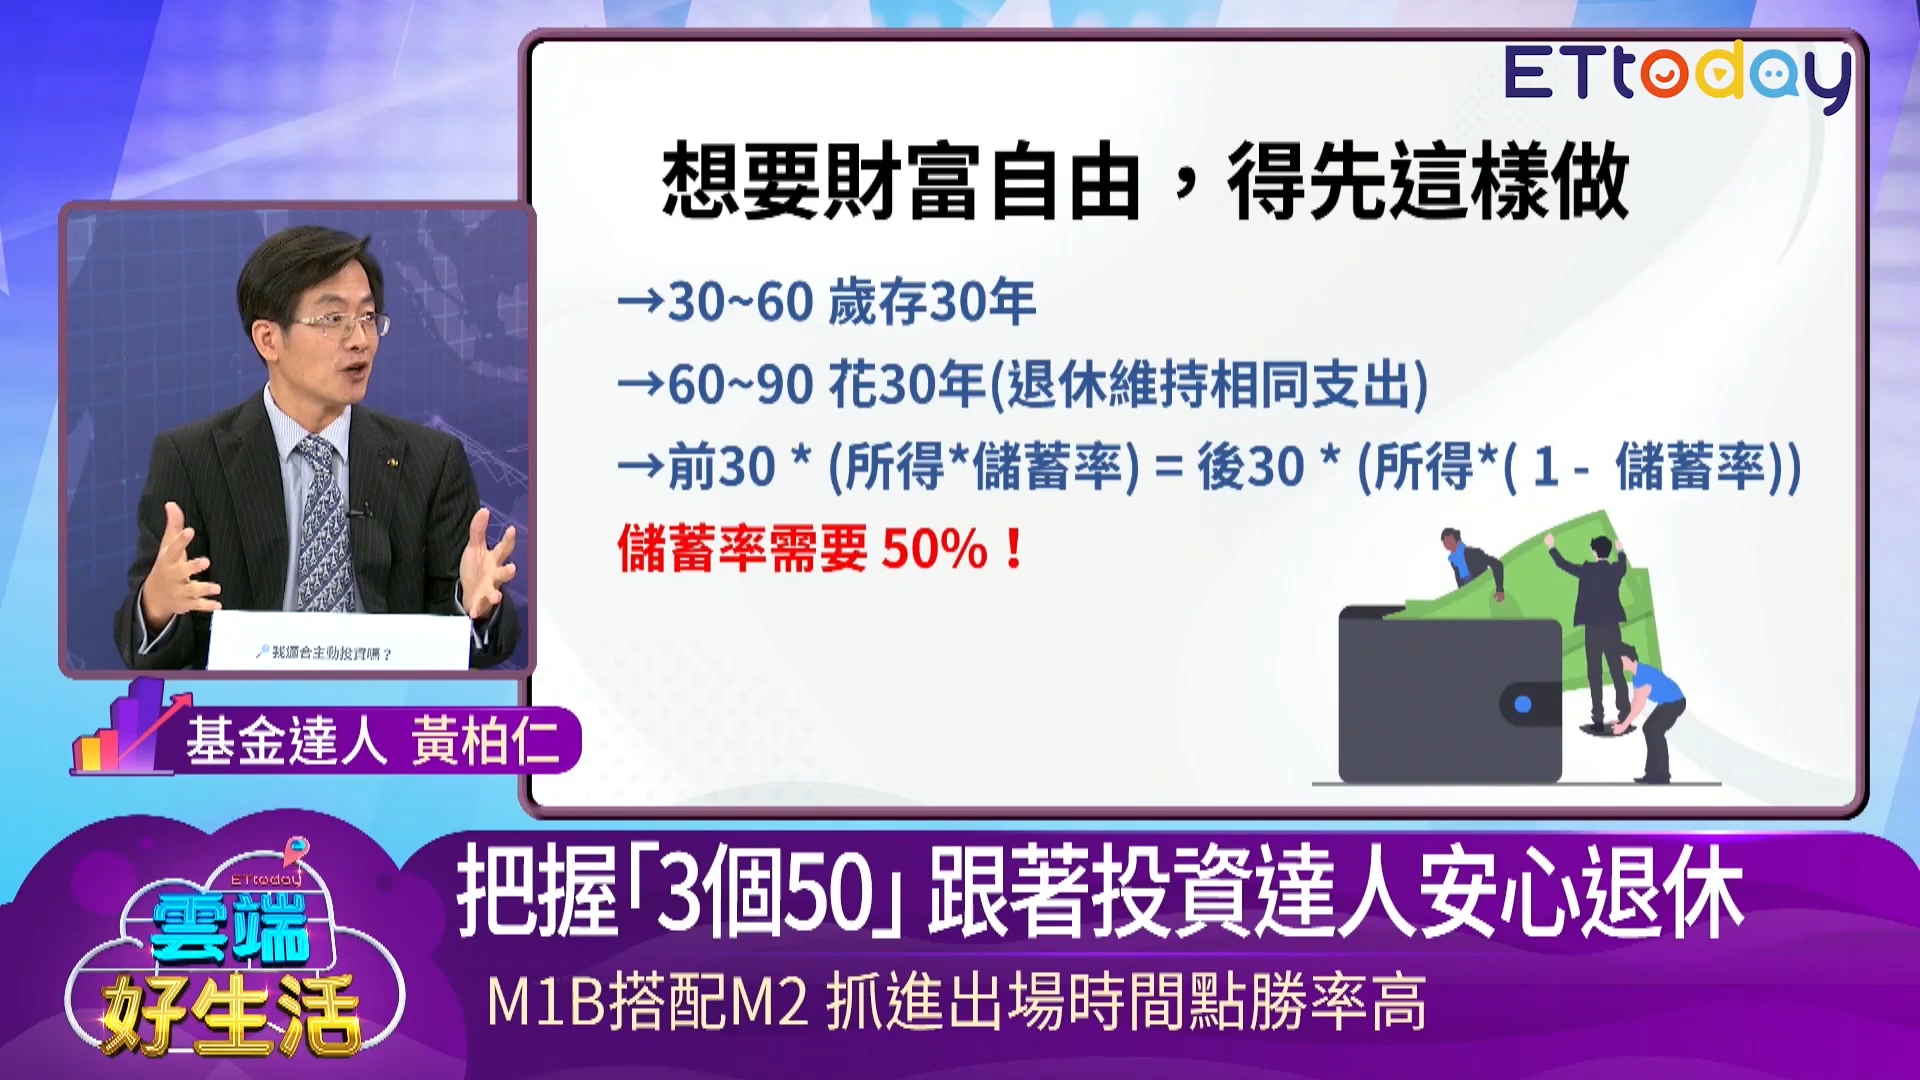 ETtoday
想要財富自由，得先這樣做
→30~60 歲存30年
→60~90 花30年(退休維持相同支出)
→前30 * (所得*儲蓄率) = 後30 * (所得*( 1 - 儲蓄率))
儲蓄率需要 50%！
🔎我適合主動投資嗎？
基金達人 黃柏仁
ETtoday
雲端
好生活
把握「3個50」跟著投資達人安心退休
M1B搭配M2 抓進出場時間點勝率高